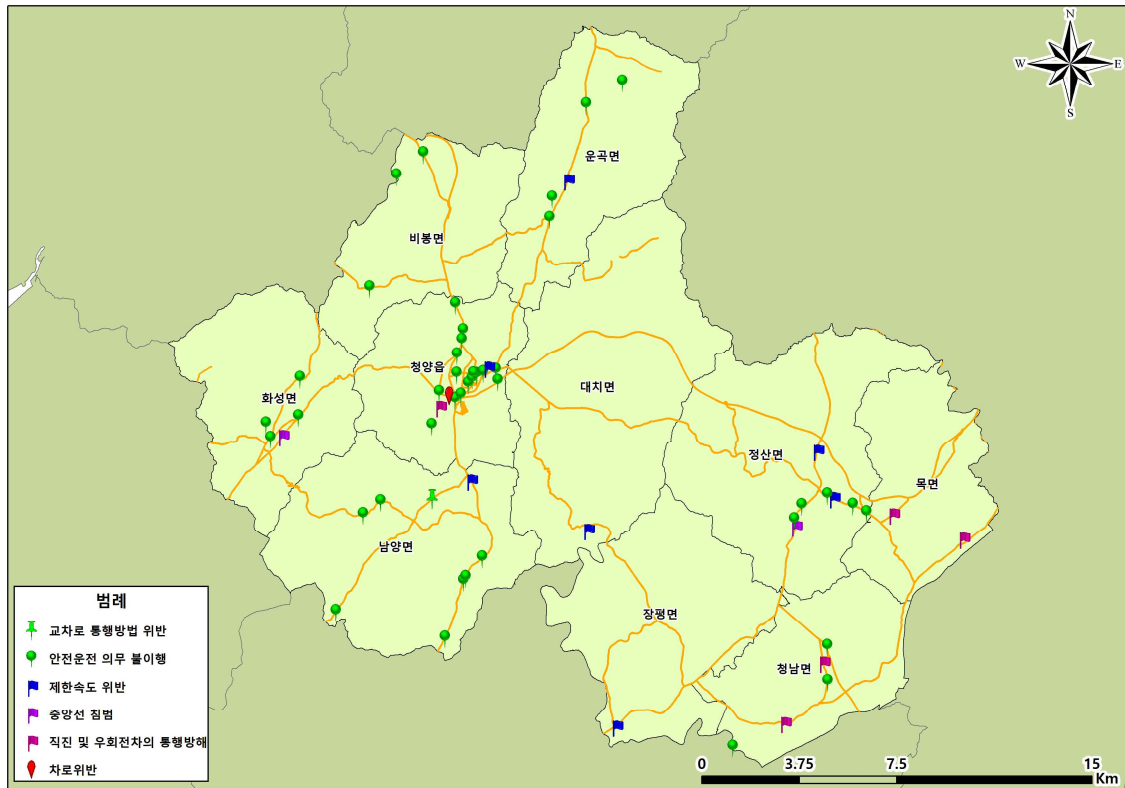 N
W
E
S
운곡면
비봉면
청양읍
대치면
화성면
정산면
목면
남양면
장평면
청남면
범례
교차로 통행방법 위반
안전운전 의무 불이행
제한속도 위반
중앙선 침범
직진 및 우회전차의 통행방해
차로위반
0 3.75 7.5 15
Km